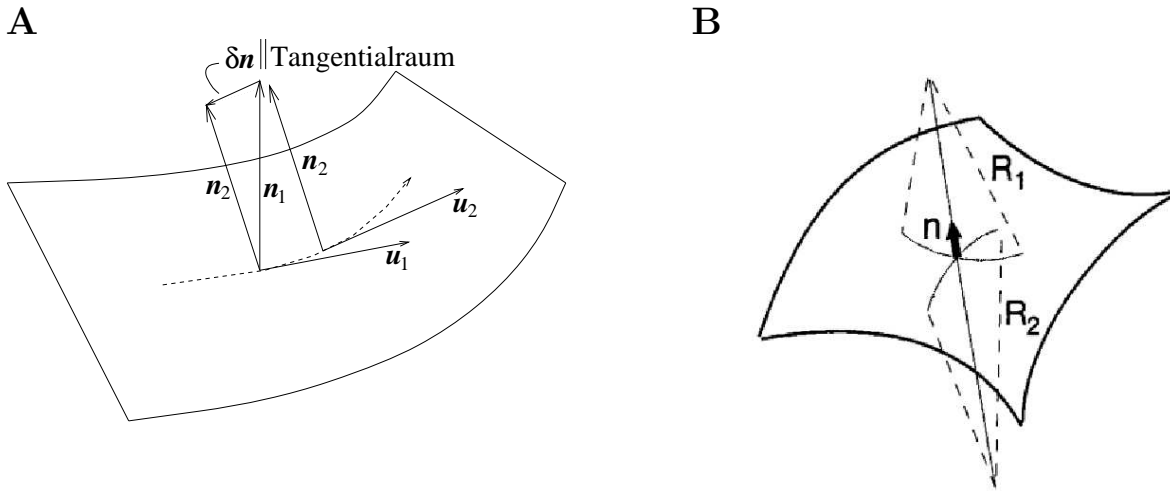 A
δn || Tangentialraum
n₂ n₁ n₂
u₂
u₁
B
R₁
n
R₂